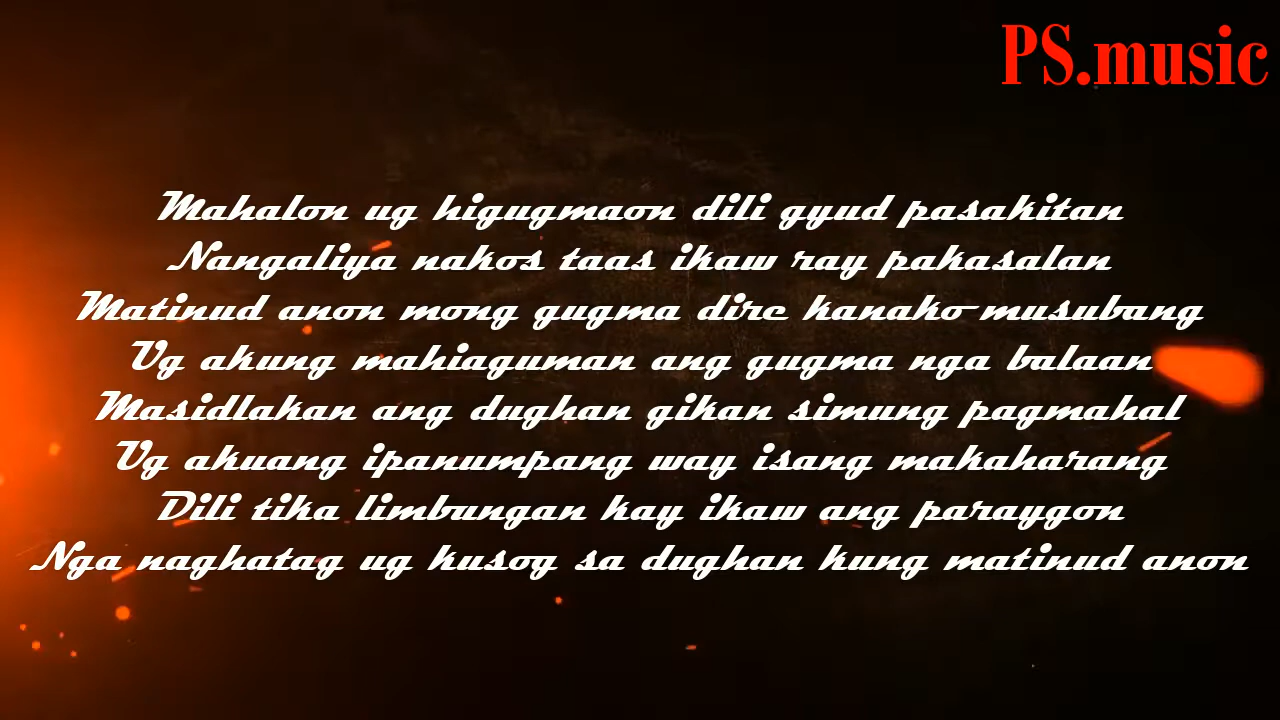 PS.music
Mahalon ug higugmaon dili gyud pasakitan
Nangaliya nakos taas ikaw ray pakasalan
Matinud anon mong gugma dire kanako musubang
Ug akung mahiaguman ang gugma nga balaan
Masidlakan ang dughan gikan simung pagmahal
Ug akuang ipanumpang way isang makaharang
Dili tika limbungan kay ikaw ang paraygon
Nga naghatag ug kusog sa dughan kung matinud anon